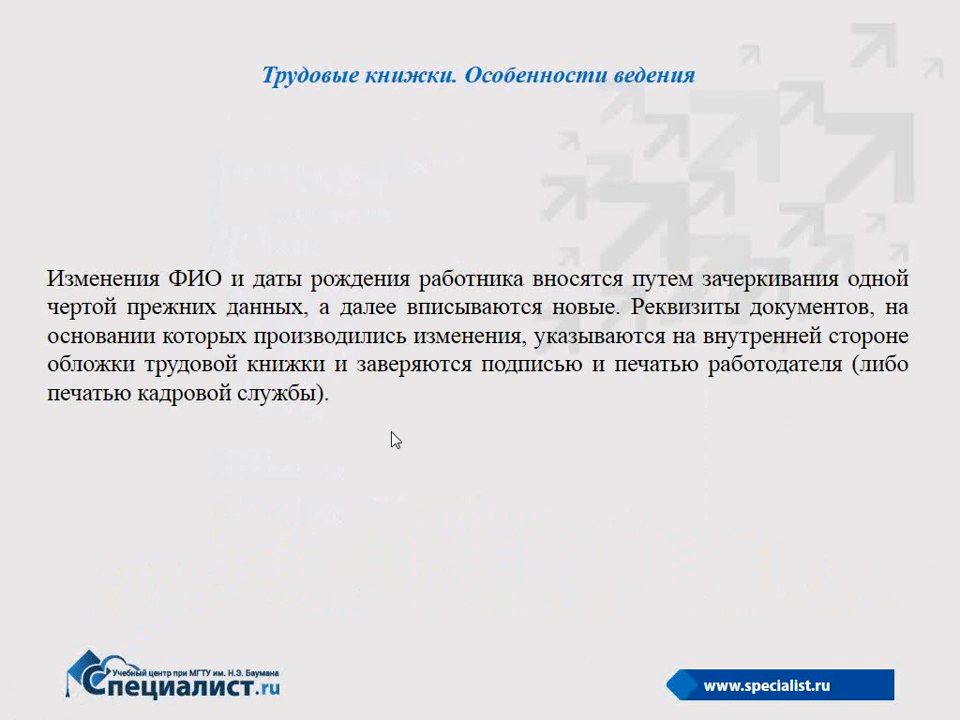 Трудовые книжки. Особенности ведения
Изменения ФИО и даты рождения работника вносятся путем зачеркивания одной
чертой прежних данных, а далее вписываются новые. Реквизиты документов, на
основании которых производились изменения, указываются на внутренней стороне
обложки трудовой книжки и заверяются подписью и печатью работодателя (либо
печатью кадровой службы).
Учебный центр при МГТУ им. Н.Э. Баумана
Специалист.ru
www.specialist.ru